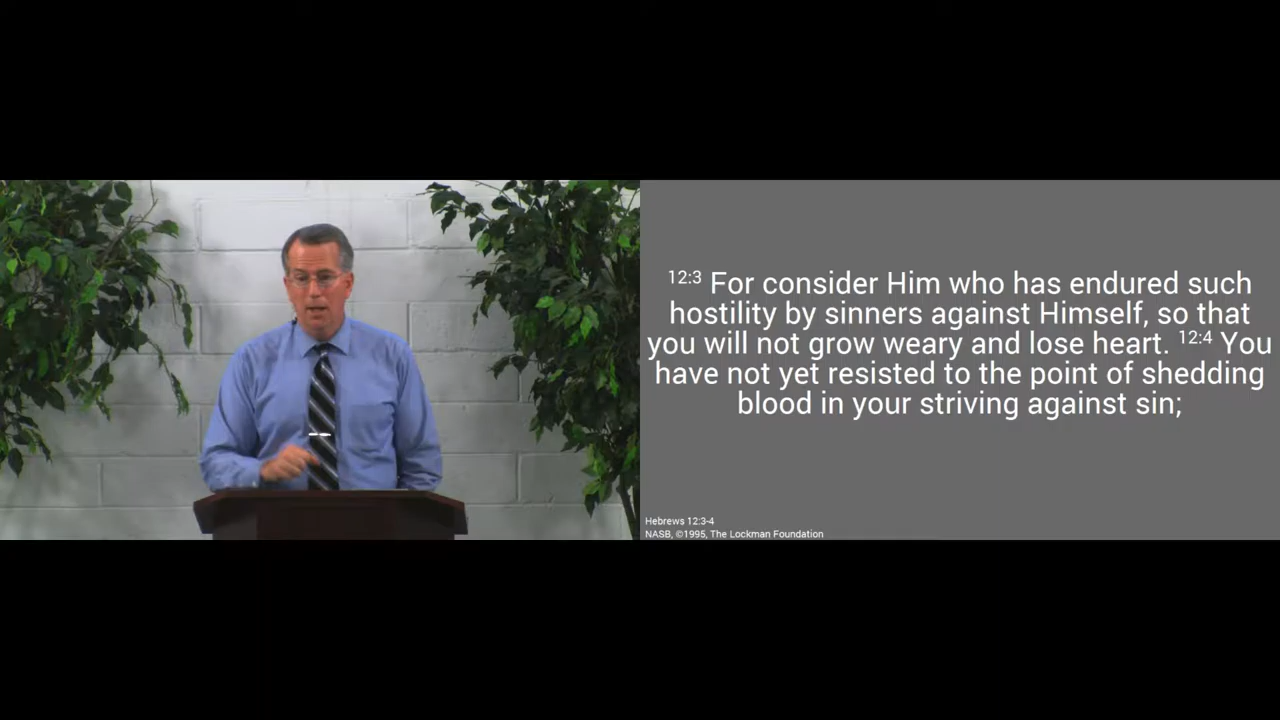 12:3 For consider Him who has endured such
hostility by sinners against Himself, so that
you will not grow weary and lose heart. 12:4 You
have not yet resisted to the point of shedding
blood in your striving against sin;
Hebrews 12:3-4
NASB, ©1995, The Lockman Foundation